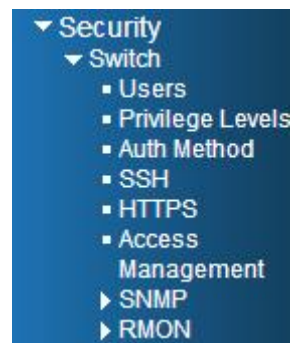 Security
Switch
Users
Privilege Levels
Auth Method
SSH
HTTPS
Access
Management
SNMP
RMON